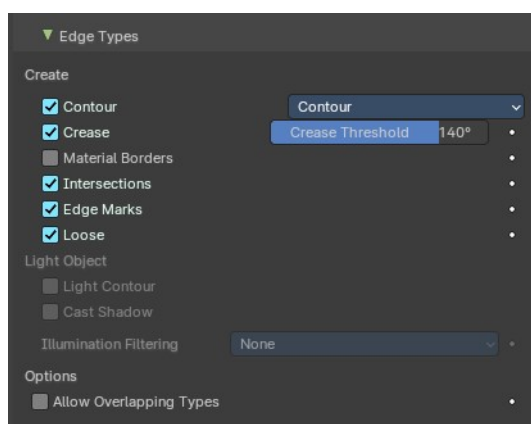 Edge Types
Create
Contour Contour
Crease Crease Threshold 140°
Material Borders
Intersections
Edge Marks
Loose
Light Object
Light Contour
Cast Shadow
Illumination Filtering None
Options
Allow Overlapping Types